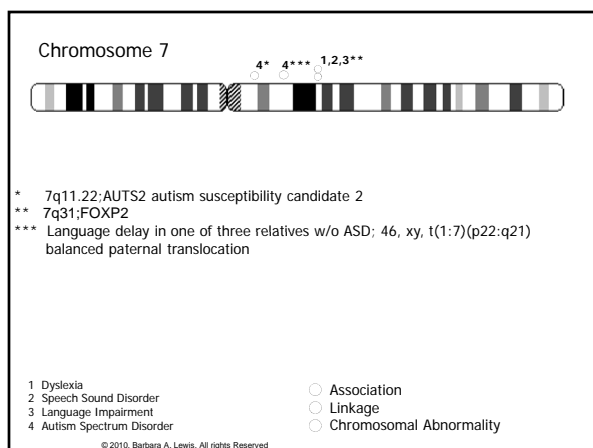 Chromosome 7
4*
4***
1,2,3**
* 7q11.22;AUTS2 autism susceptibility candidate 2
** 7q31;FOXP2
*** Language delay in one of three relatives w/o ASD; 46, xy, t(1:7)(p22:q21)
balanced paternal translocation
1 Dyslexia
2 Speech Sound Disorder
3 Language Impairment
4 Autism Spectrum Disorder
Association
Linkage
Chromosomal Abnormality
© 2010, Barbara A. Lewis, All rights Reserved